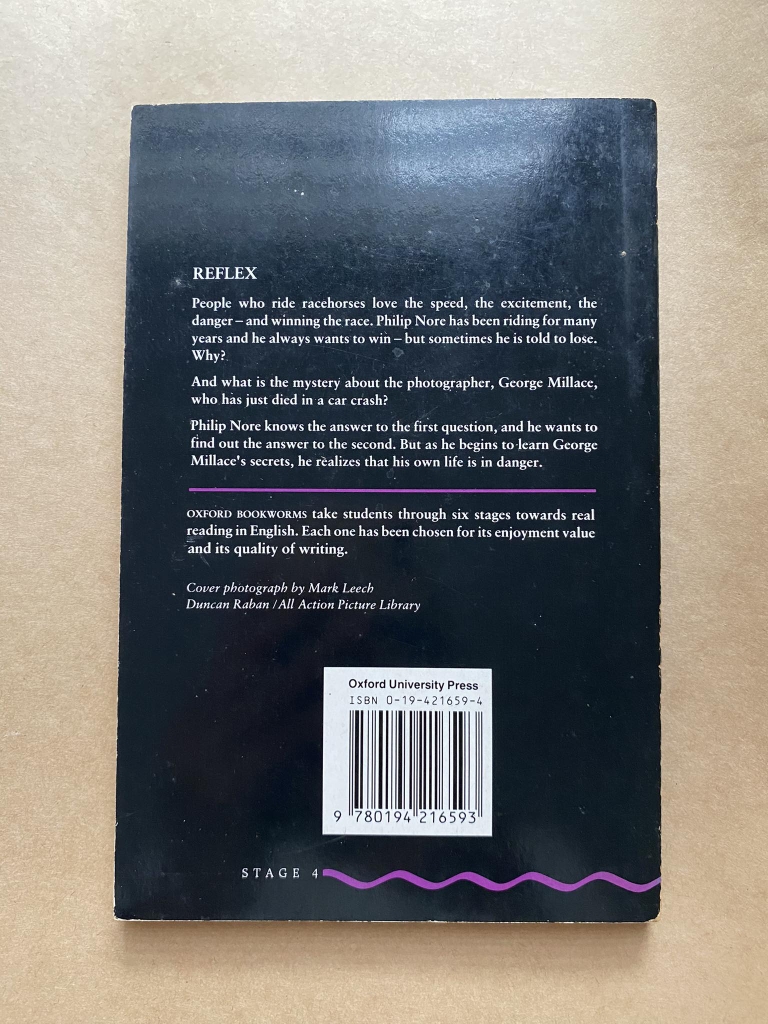 REFLEX
People who ride racehorses love the speed, the excitement, the
danger – and winning the race. Philip Nore has been riding for many
years and he always wants to win – but sometimes he is told to lose.
Why?
And what is the mystery about the photographer, George Millace,
who has just died in a car crash?
Philip Nore knows the answer to the first question, and he wants to
find out the answer to the second. But as he begins to learn George
Millace's secrets, he realizes that his own life is in danger.
OXFORD BOOKWORMS take students through six stages towards real
reading in English. Each one has been chosen for its enjoyment value
and its quality of writing.
Cover photograph by Mark Leech
Duncan Raban / All Action Picture Library
Oxford University Press
ISBN 0-19-421659-4
9 780194 216593
STAGE 4